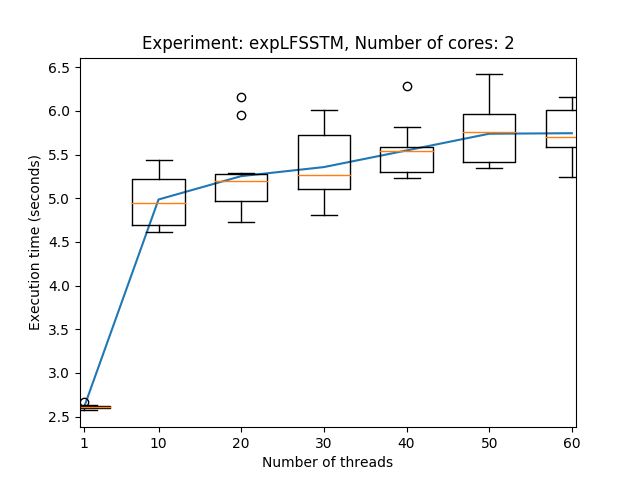 Experiment: expLFSSTM, Number of cores: 2
Execution time (seconds)
6.5
6.0
5.5
5.0
4.5
4.0
3.5
3.0
2.5
1 10 20 30 40 50 60
Number of threads